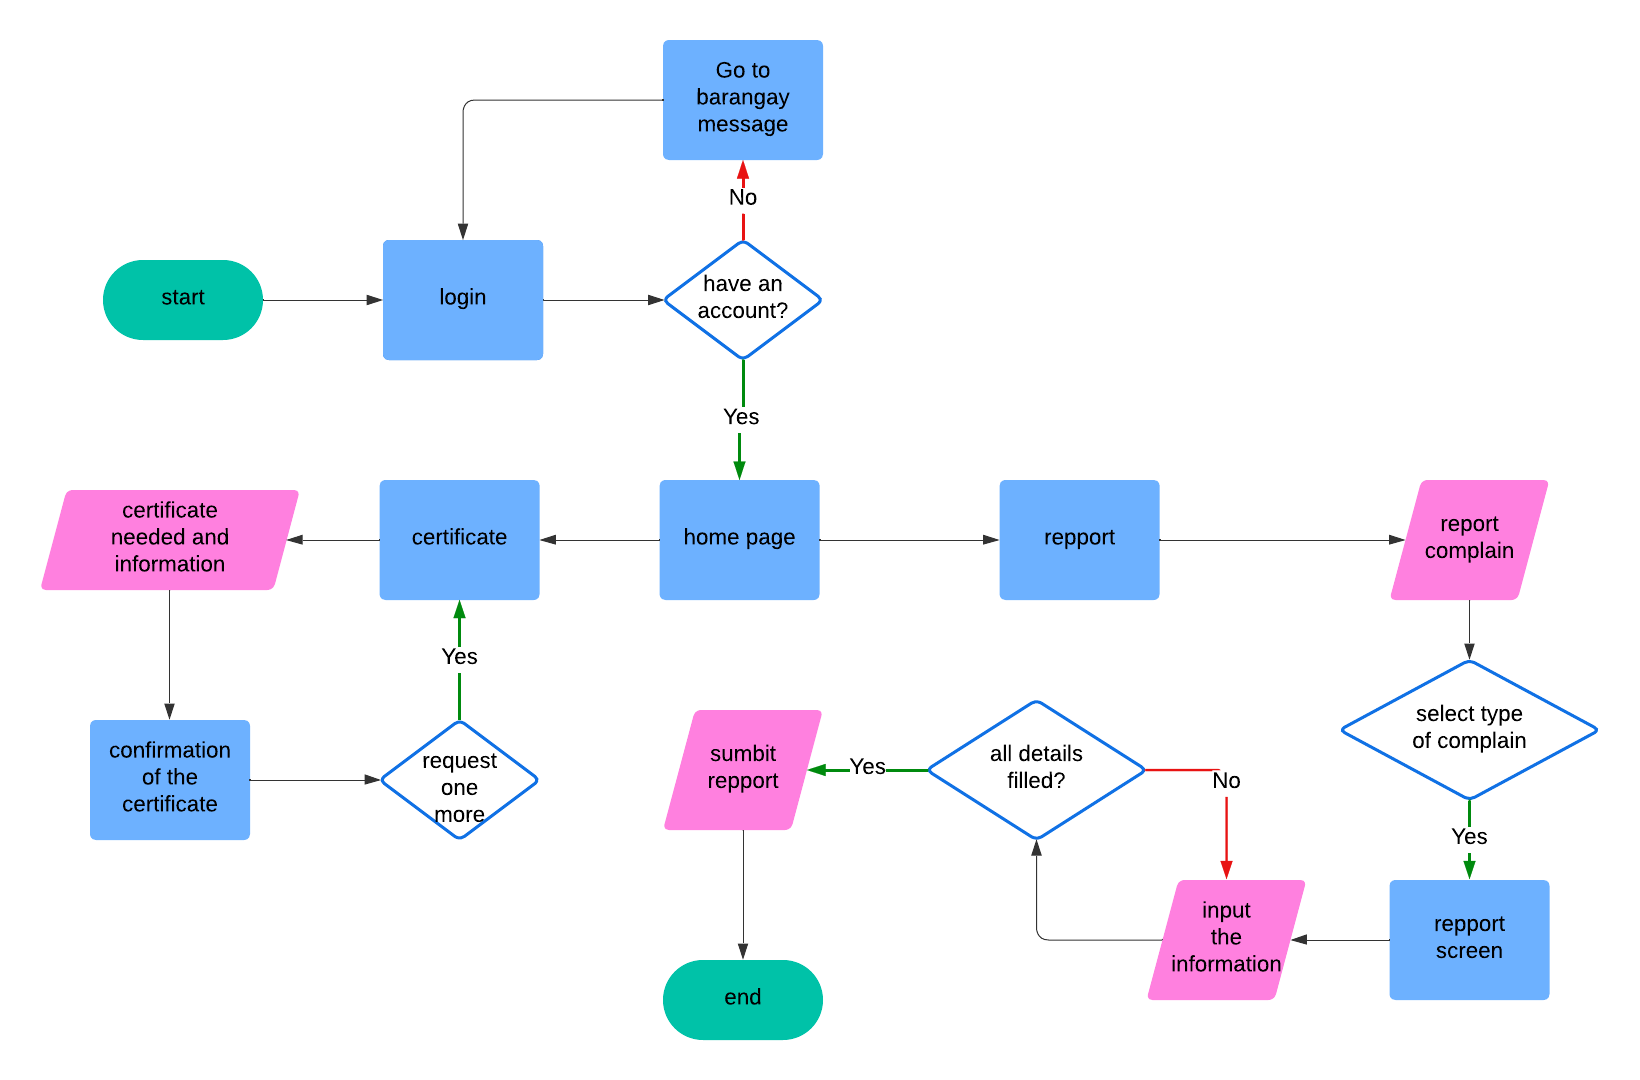 Go to
barangay
message
No
start
login
have an
account?
Yes
certificate
needed and
information
certificate
home page
repport
report
complain
Yes
confirmation
of the
certificate
request
one
more
sumbit
repport
Yes
all details
filled?
No
select type
of complain
Yes
input
the
information
repport
screen
end